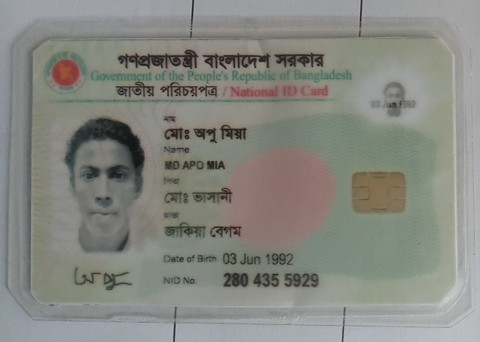 গণপ্রজাতন্ত্রী বাংলাদেশ সরকার
Government of the People's Republic of Bangladesh
জাতীয় পরিচয়পত্র / National ID Card
03 Jun 1992
নাম
মোঃ অপু মিয়া
Name
MD APO MIA
পিতা
মোঃ ভাসানী
মাতা
জাকিয়া বেগম
Date of Birth 03 Jun 1992
NID No. 280 435 5929
অপু